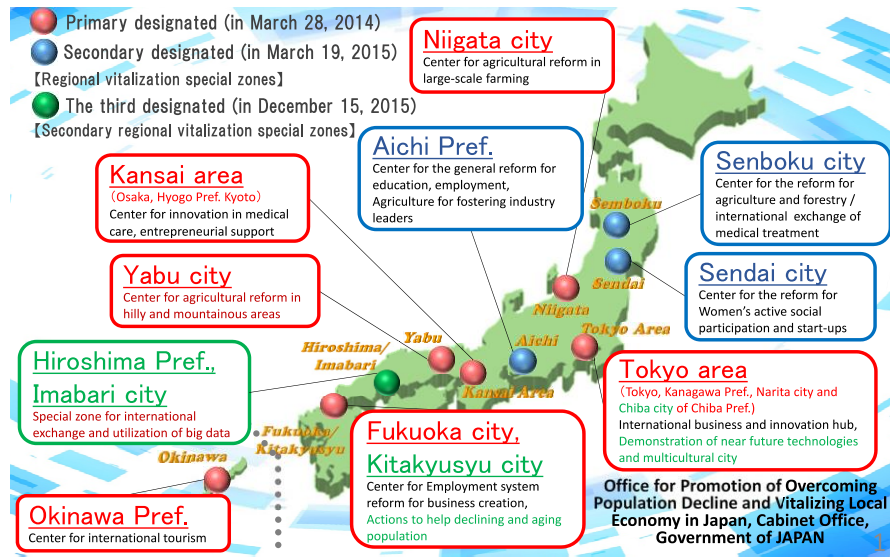 Primary designated (in March 28, 2014)
Secondary designated (in March 19, 2015)
【Regional vitalization special zones】
The third designated (in December 15, 2015)
【Secondary regional vitalization special zones】
Niigata city
Center for agricultural reform in
large-scale farming
Kansai area
(Osaka, Hyogo Pref. Kyoto)
Center for innovation in medical
care, entrepreneurial support
Aichi Pref.
Center for the general reform for
education, employment,
Agriculture for fostering industry
leaders
Senboku city
Center for the reform for
agriculture and forestry /
international exchange of
medical treatment
Yabu city
Center for agricultural reform in
hilly and mountainous areas
Sendai city
Center for the reform for
Women's active social
participation and start-ups
Hiroshima Pref.,
Imabari city
Special zone for international
exchange and utilization of big data
Tokyo area
(Tokyo, Kanagawa Pref., Narita city and
Chiba city of Chiba Pref.)
International business and innovation hub,
Demonstration of near future technologies
and multicultural city
Fukuoka city,
Kitakyusyu city
Center for Employment system
reform for business creation,
Actions to help declining and aging
population
Okinawa Pref.
Center for international tourism
Semboku
Sendai
Niigata
Tokyo Area
Aichi
Kansai Area
Yabu
Hiroshima/
Imabari
Fukuoka/
Kitakyusyu
Okinawa
Office for Promotion of Overcoming
Population Decline and Vitalizing Local
Economy in Japan, Cabinet Office,
Government of JAPAN
1